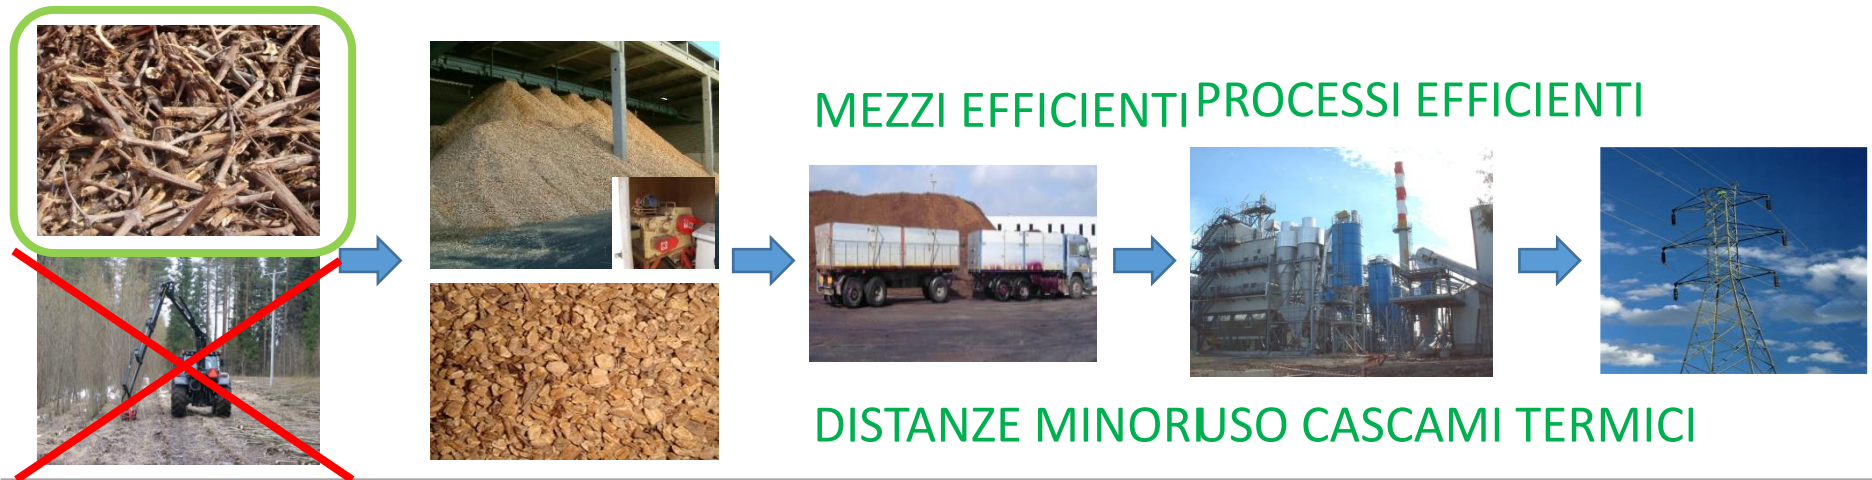 MEZZI EFFICIENTI
PROCESSI EFFICIENTI
DISTANZE MINORI
USO CASCAMI TERMICI